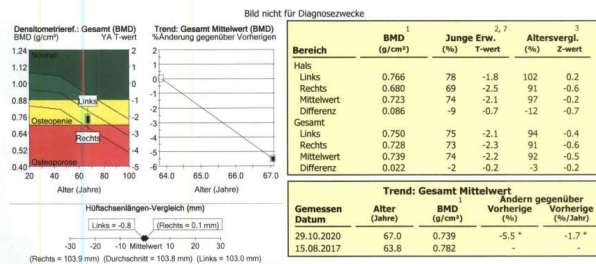 Bild nicht für Diagnosezwecke
Densitometrieref.: Gesamt (BMD)
BMD (g/cm²) YA T-wert
1.24 2
Normal
1.12 1
1.00 0
0.88 -1
Links
0.76 -2
Osteopenie
0.64 -3
Rechts
0.52 -4
Osteoporose
0.40 -5
20 40 60 80 100
Alter (Jahre)
Trend: Gesamt Mittelwert (BMD)
%Änderung gegenüber Vorherigen
2
1
0
-1
-2
-3
-4
-5
-6
64.0 65.0 66.0 67.0
Alter (Jahre)
Hüftachsenlängen-Vergleich (mm)
Links = -0.8 (Rechts = 0.1 mm)
-30 -20 -10 Mittelwert 10 20 30
(Rechts = 103.9 mm) (Durchschnitt = 103.8 mm) (Links = 103.0 mm)
1 2, 7 3
BMD Junge Erw. Altersvergl.
Bereich (g/cm²) (%) T-wert (%) Z-wert
Hals
Links 0.766 78 -1.8 102 0.2
Rechts 0.680 69 -2.5 91 -0.6
Mittelwert 0.723 74 -2.1 97 -0.2
Differenz 0.086 -9 -0.7 -12 -0.7
Gesamt
Links 0.750 75 -2.1 94 -0.4
Rechts 0.728 73 -2.3 91 -0.6
Mittelwert 0.739 74 -2.2 92 -0.5
Differenz 0.022 -2 -0.2 -3 -0.2
Trend: Gesamt Mittelwert
1 Ändern gegenüber
Gemessen Alter BMD Vorherige Vorherige
Datum (Jahre) (g/cm²) (%) (%/Jahr)
29.10.2020 67.0 0.739 -5.5 * -1.7 *
15.08.2017 63.8 0.782 - -